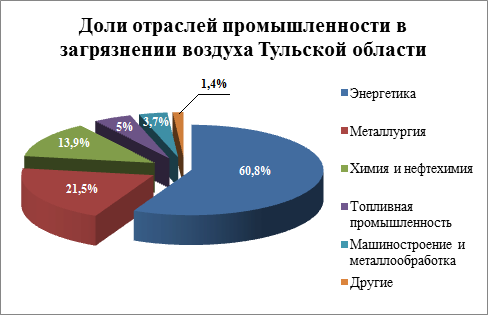 Доли отраслей промышленности в
загрязнении воздуха Тульской области
1,4%
3,7%
5%
13,9%
21,5%
60,8%
Энергетика
Металлургия
Химия и нефтехимия
Топливная
промышленность
Машиностроение и
металлообработка
Другие